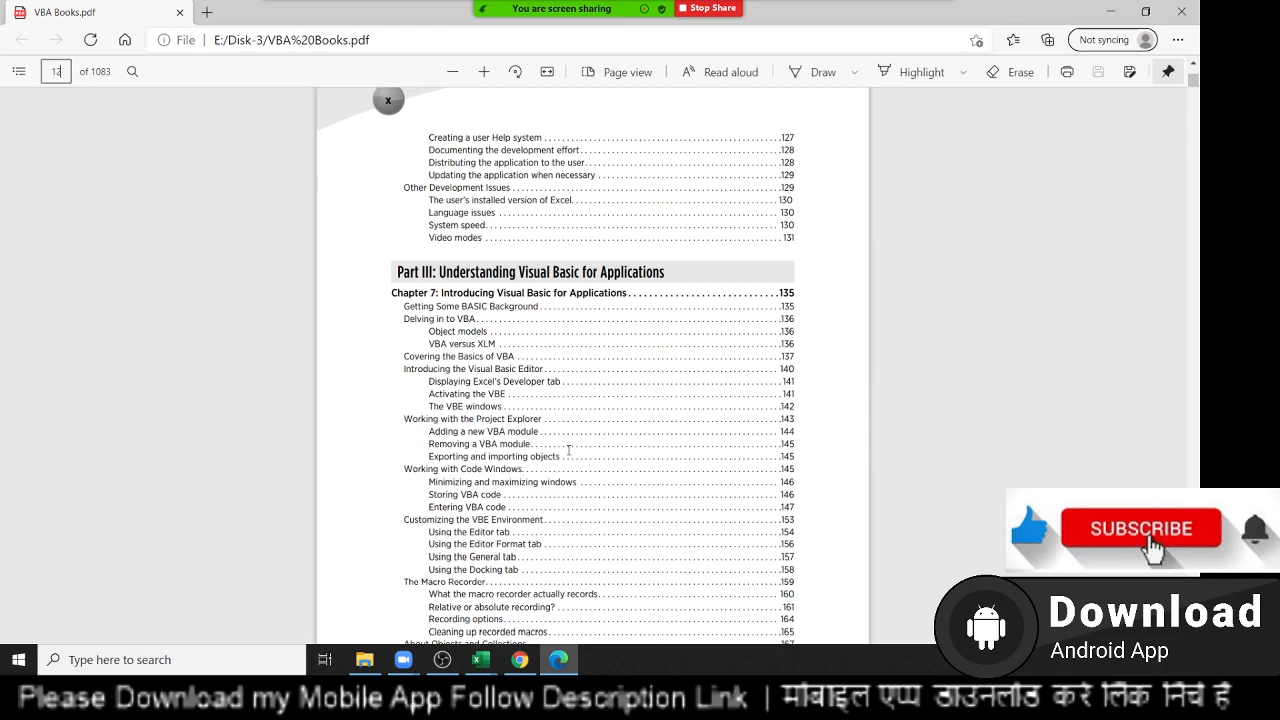 VBA Books.pdf
You are screen sharing
Stop Share
File E:/Disk-3/VBA%20Books.pdf
Not syncing
12 of 1083
Page view
Read aloud
Draw
Highlight
Erase
x
Creating a user Help system 127
Documenting the development effort 128
Distributing the application to the user 128
Updating the application when necessary 129
Other Development Issues 129
The user's installed version of Excel 130
Language issues 130
System speed 130
Video modes 131
Part III: Understanding Visual Basic for Applications
Chapter 7: Introducing Visual Basic for Applications 135
Getting Some BASIC Background 135
Delving in to VBA 136
Object models 136
VBA versus XLM 136
Covering the Basics of VBA 137
Introducing the Visual Basic Editor 140
Displaying Excel's Developer tab 141
Activating the VBE 141
The VBE windows 142
Working with the Project Explorer 143
Adding a new VBA module 144
Removing a VBA module 145
Exporting and importing objects 145
Working with Code Windows 145
Minimizing and maximizing windows 146
Storing VBA code 146
Entering VBA code 147
Customizing the VBE Environment 153
Using the Editor tab 154
Using the Editor Format tab 156
Using the General tab 157
Using the Docking tab 158
The Macro Recorder 159
What the macro recorder actually records 160
Relative or absolute recording? 161
Recording options 164
Cleaning up recorded macros 165
About Objects and Collections 167
SUBSCRIBE
Download
Android App
Type here to search
Please Download my Mobile App Follow Description Link | मोबाइल एप्प डाउनलोड करे लिंक निचे है